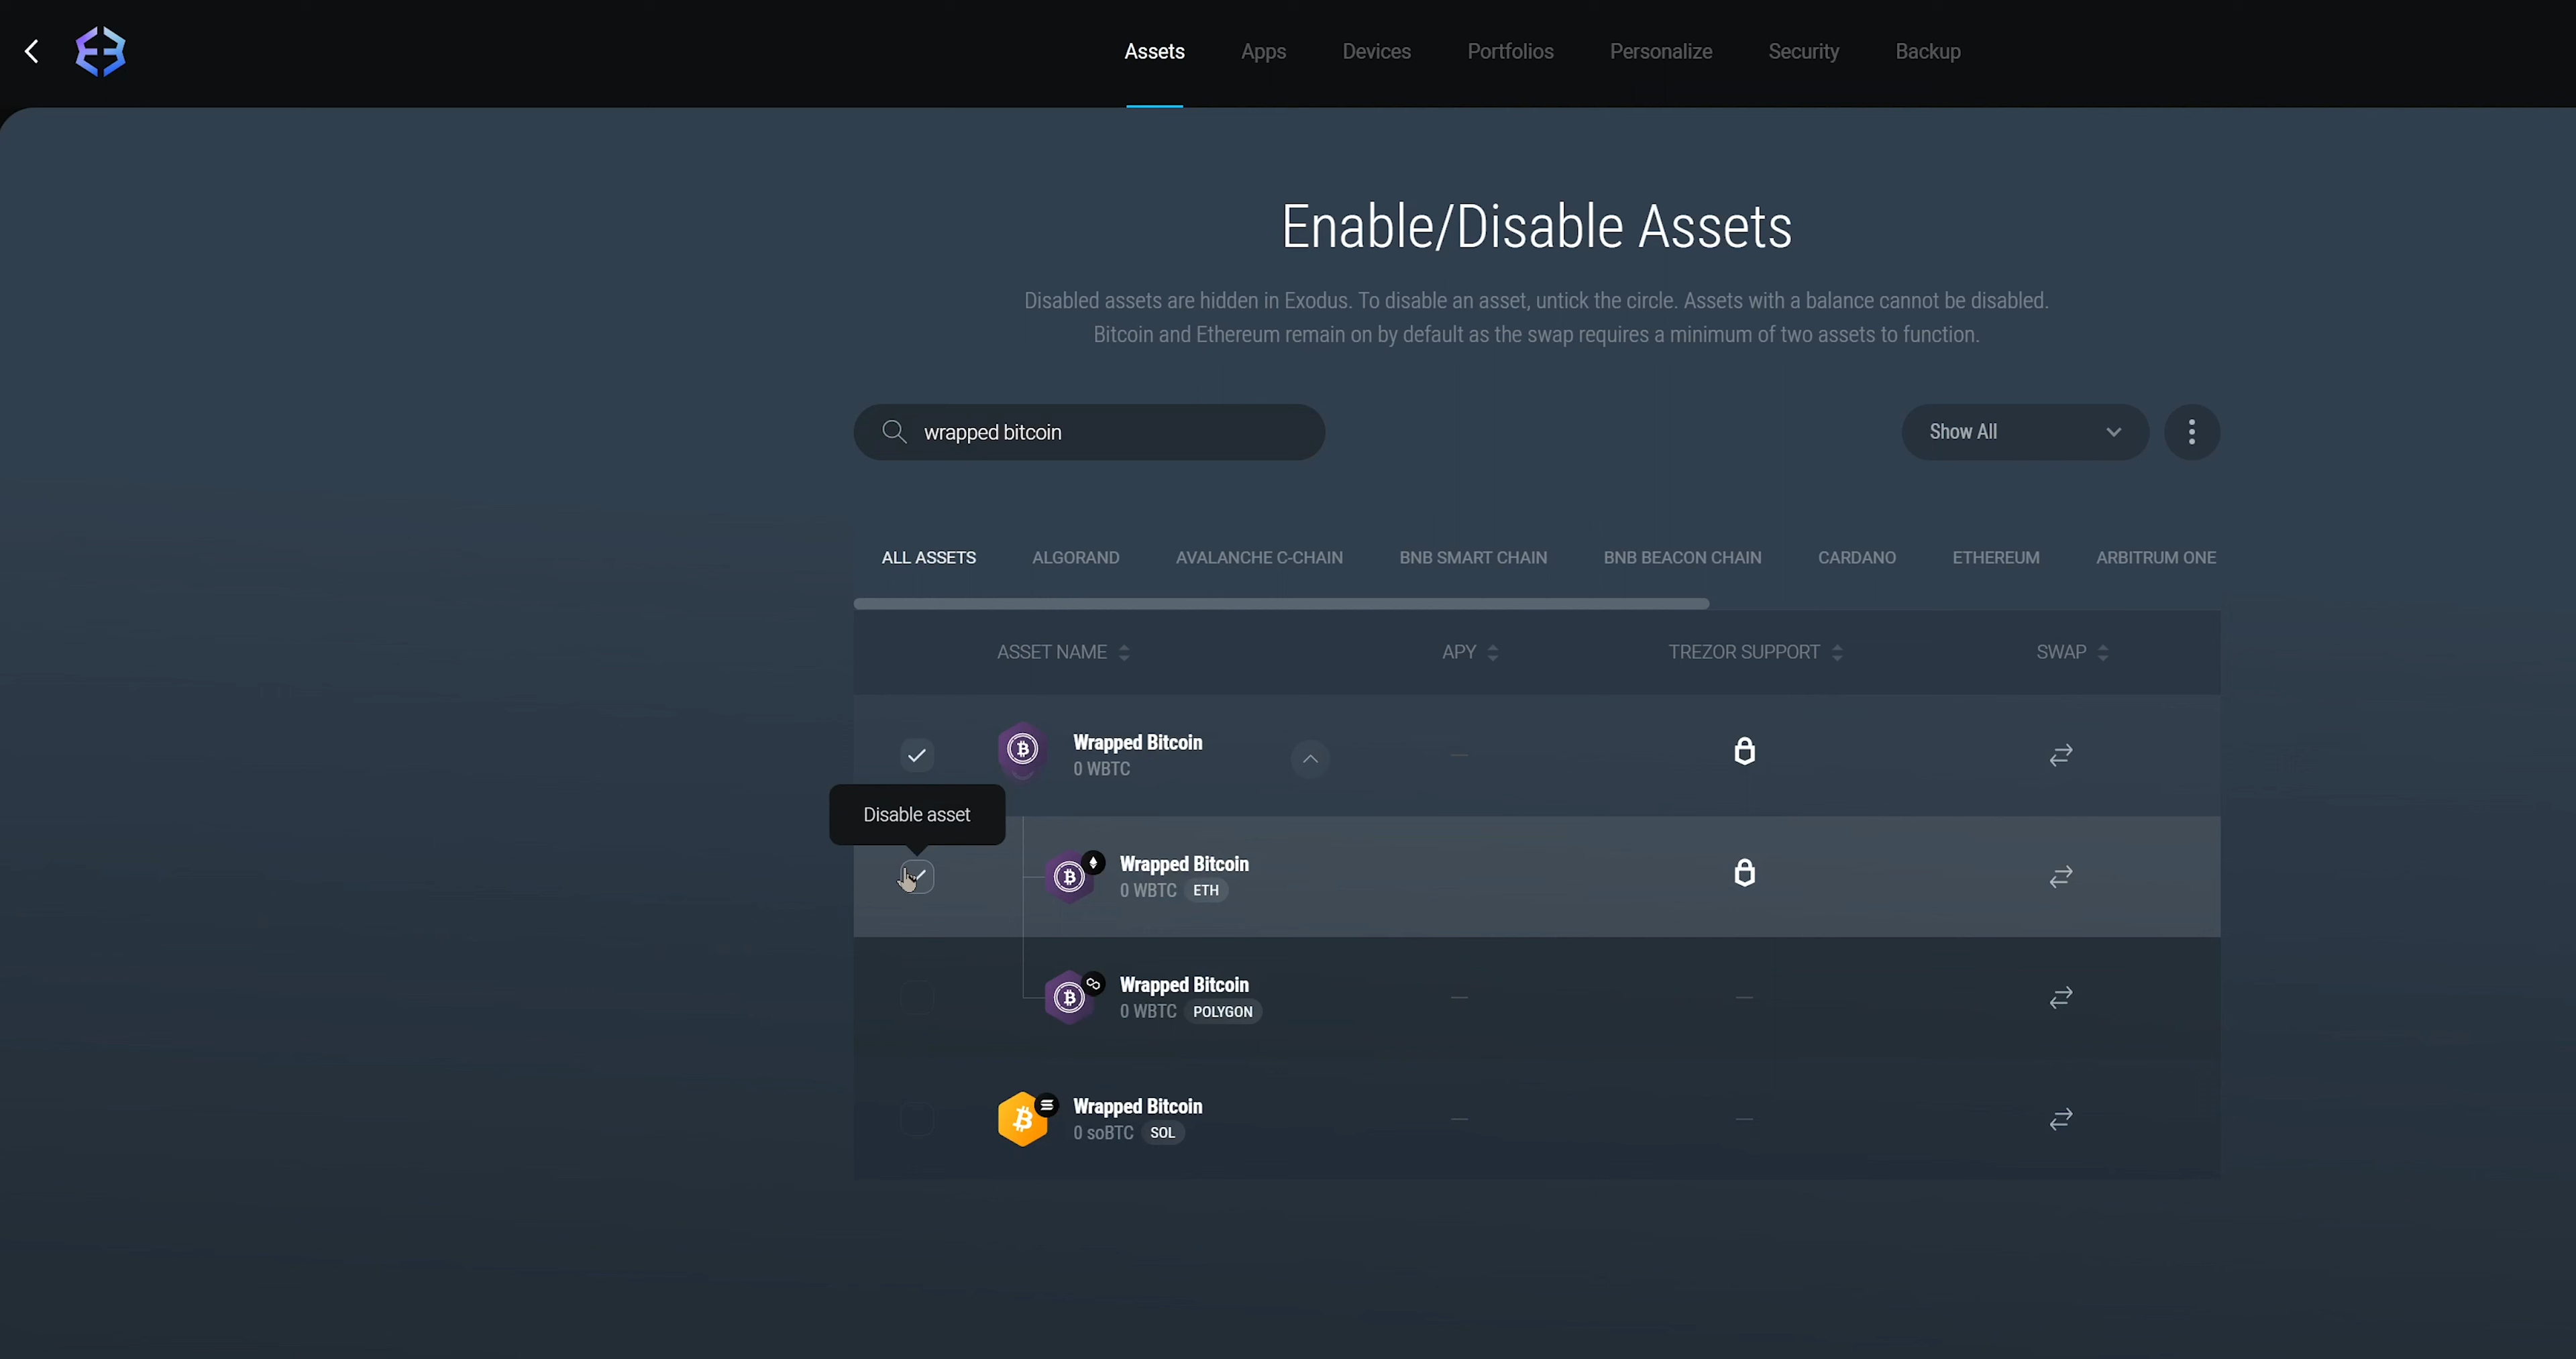 Assets Apps Devices Portfolios Personalize Security Backup
Enable/Disable Assets
Disabled assets are hidden in Exodus. To disable an asset, untick the circle. Assets with a balance cannot be disabled.
Bitcoin and Ethereum remain on by default as the swap requires a minimum of two assets to function.
wrapped bitcoin
Show All
ALL ASSETS ALGORAND AVALANCHE C-CHAIN BNB SMART CHAIN BNB BEACON CHAIN CARDANO ETHEREUM ARBITRUM ONE
ASSET NAME APY TREZOR SUPPORT SWAP
Wrapped Bitcoin
0 WBTC
Disable asset
Wrapped Bitcoin
0 WBTC ETH
Wrapped Bitcoin
0 WBTC POLYGON
Wrapped Bitcoin
0 soBTC SOL